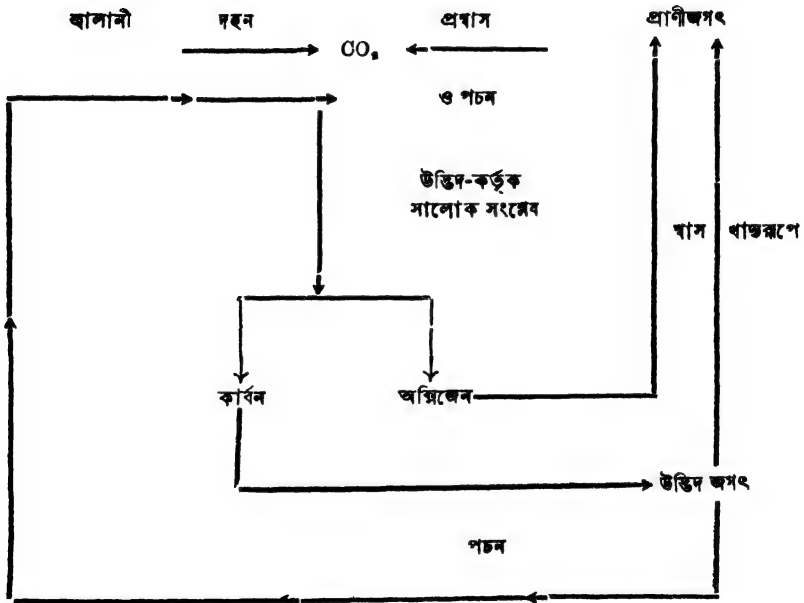 জ্বালানী দহন প্রশ্বাস প্রাণীজগৎ
CO₂
ও পচন
উদ্ভিদ-কর্তৃক
সালোক সংশ্লেষ
শ্বাস খাদ্যরূপে
কার্বন অক্সিজেন
উদ্ভিদ জগৎ
পচন